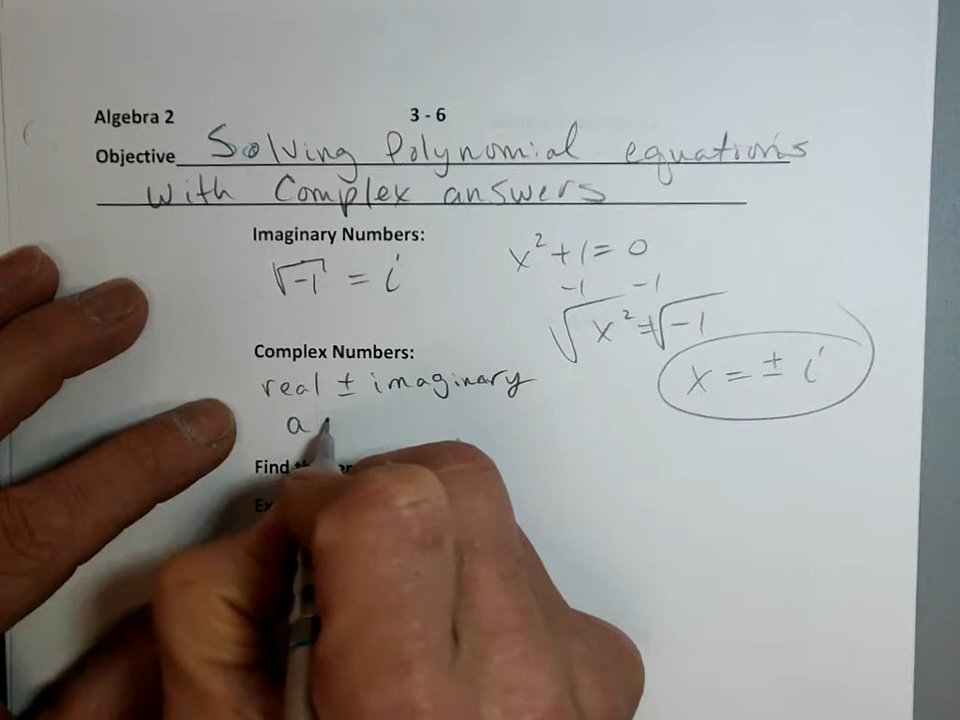 Algebra 2 3 - 6
Objective Solving Polynomial equations
with Complex answers
Imaginary Numbers:
√-1 = i
x² + 1 = 0
-1 -1
√x² = √-1
x = ± i
Complex Numbers:
real ± imaginary
a
Find